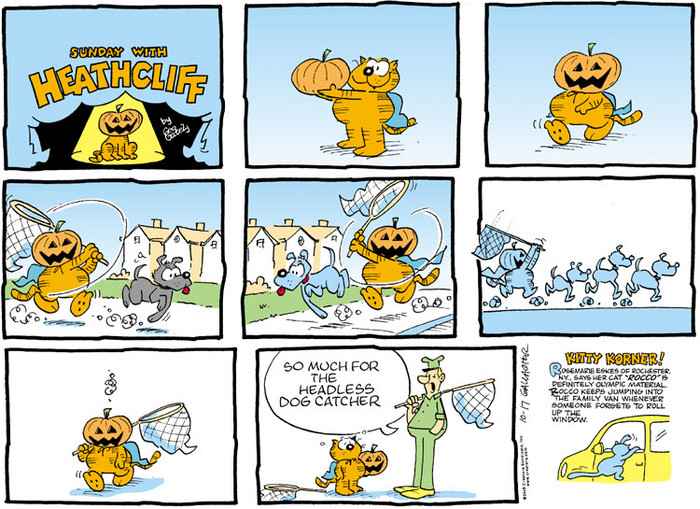 SUNDAY WITH
HEATHCLIFF
by
SO MUCH FOR
THE
HEADLESS
DOG CATCHER
10-17 GALLAGHER
KITTY KORNER!
ROSEMARIE ESKES OF ROCHESTER
N.Y., SAYS HER CAT "ROCCO" IS
DEFINITELY OLYMPIC MATERIAL.
ROCCO KEEPS JUMPING INTO
THE FAMILY VAN WHENEVER
SOMEONE FORGETS TO ROLL
UP THE
WINDOW.